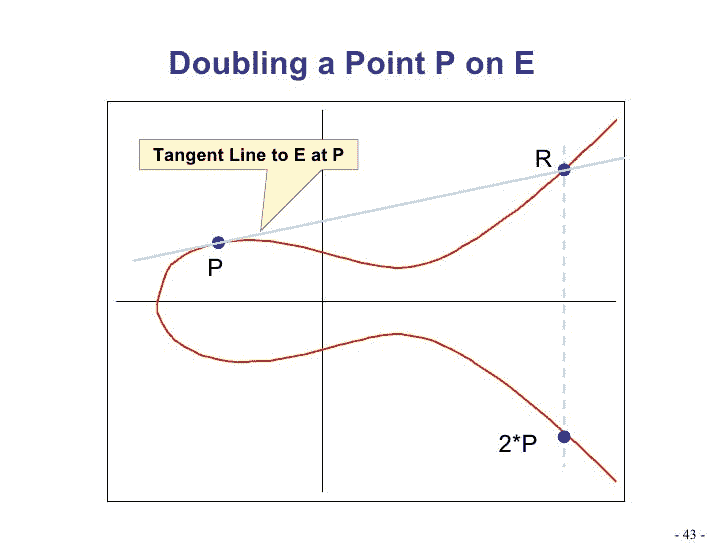 Doubling a Point P on E
Tangent Line to E at P
R
P
2*P
- 43 -